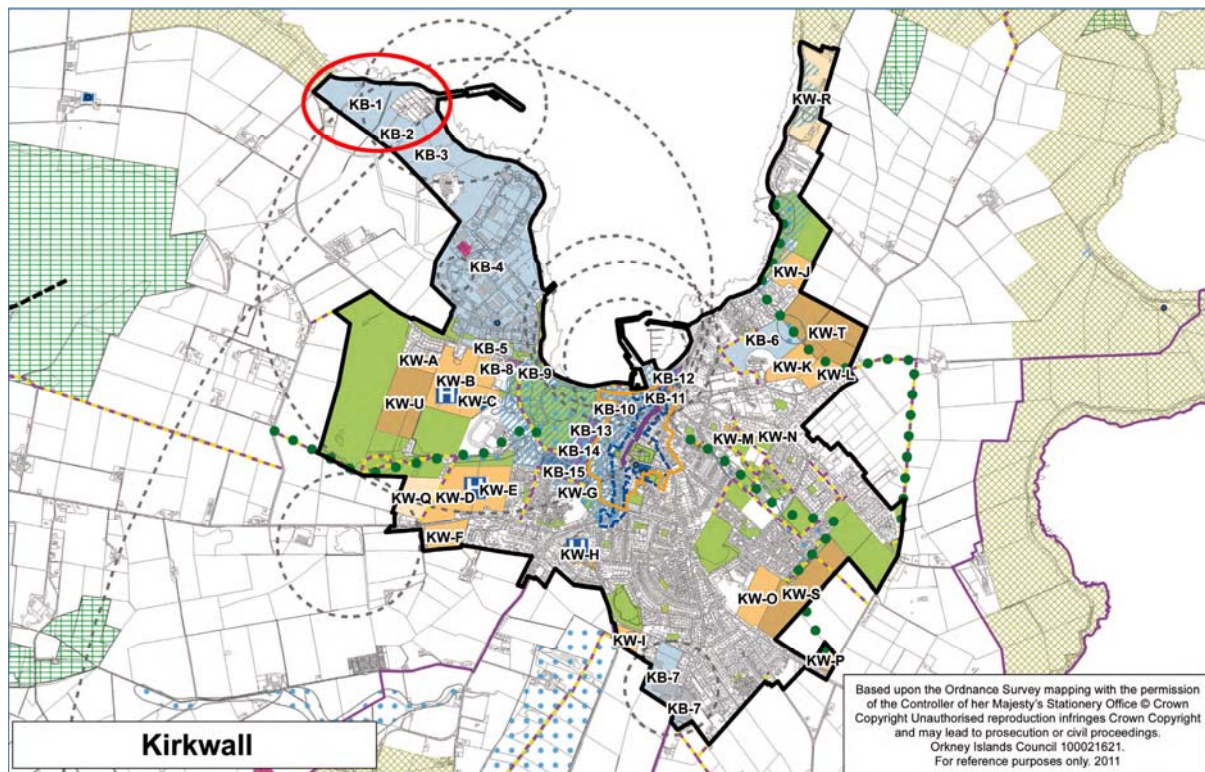 KW-R
KB-1
KB-2
KB-3
KB-4
KW-J
KW-T
KB-6
KW-K
KW-L
KB-5
KW-A
KB-8
KB-9
KB-12
KW-B
H
KB-11
KW-U
KW-C
KB-10
KB-13
KW-M
KW-N
KB-14
KB-15
KW-Q
KW-D
H
KW-E
KW-G
KW-F
H
KW-H
KW-O
KW-S
KW-I
KW-P
KB-7
KB-7
Based upon the Ordnance Survey mapping with the permission
of the Controller of her Majesty's Stationery Office © Crown
Copyright Unauthorised reproduction infringes Crown Copyright
and may lead to prosecution or civil proceedings.
Orkney Islands Council 100021621.
For reference purposes only. 2011
Kirkwall